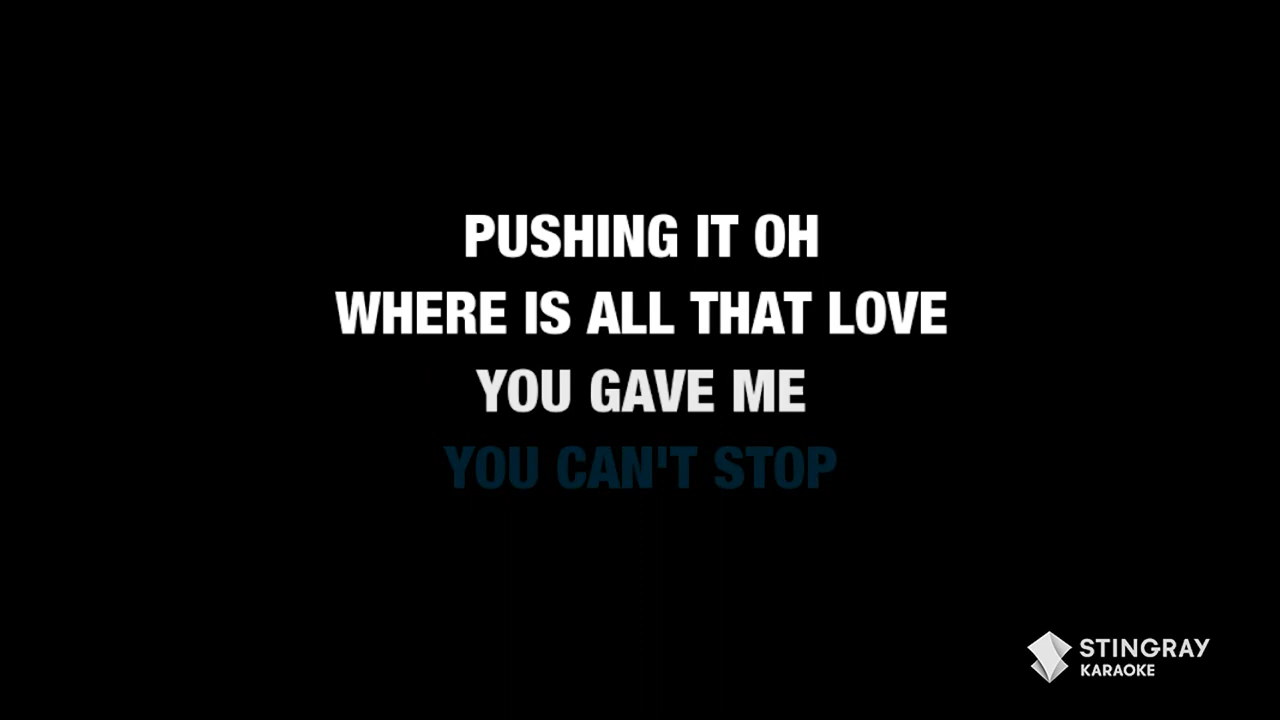 PUSHING IT OH
WHERE IS ALL THAT LOVE
YOU GAVE ME
YOU CAN'T STOP
STINGRAY
KARAOKE